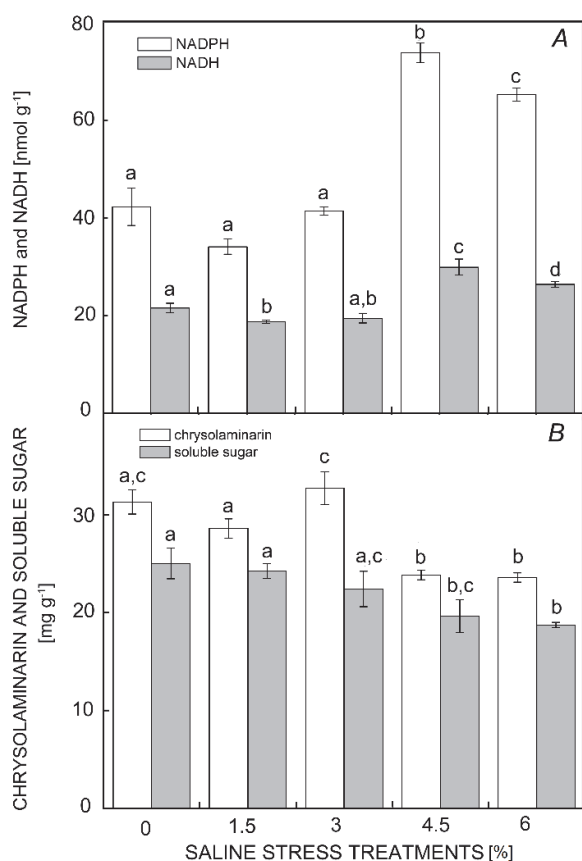 80
60
40
20
0
NADPH and NADH [nmol g-1]
NADPH
NADH
A
a
a
a
b
a
a,b
b
c
c
d
CHRYSOLAMINARIN AND SOLUBLE SUGAR
[mg g-1]
30
20
10
0
chrysolaminarin
soluble sugar
B
a,c
a
a
a
c
a,c
b
b,c
b
b
0 1.5 3 4.5 6
SALINE STRESS TREATMENTS [%]